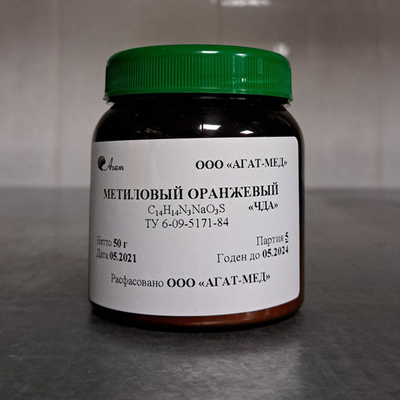 Агат
ООО «АГАТ-МЕД»
МЕТИЛОВЫЙ ОРАНЖЕВЫЙ
C₁₄H₁₄N₃NaO₃S «ЧДА»
ТУ 6-09-5171-84
Нетто 50 г Партия 5
Дата 05.2021 Годен до 05.2024
Расфасовано ООО «АГАТ-МЕД»